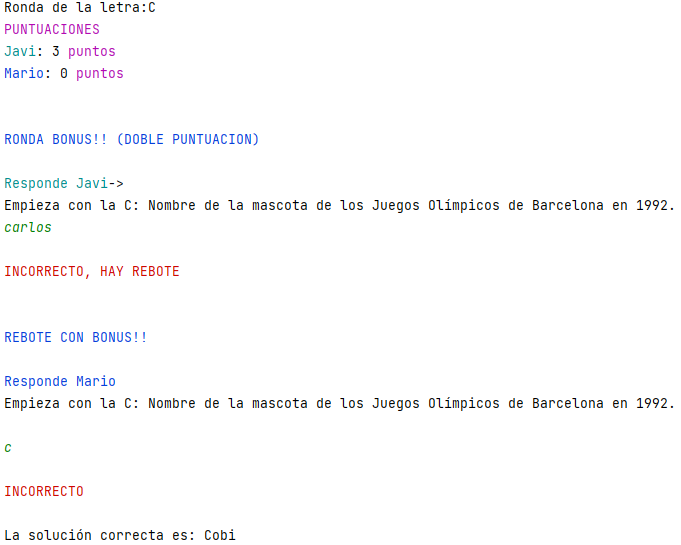 Ronda de la letra:C
PUNTUACIONES
Javi: 3 puntos
Mario: 0 puntos
RONDA BONUS!! (DOBLE PUNTUACION)
Responde Javi->
Empieza con la C: Nombre de la mascota de los Juegos Olímpicos de Barcelona en 1992.
carlos
INCORRECTO, HAY REBOTE
REBOTE CON BONUS!!
Responde Mario
Empieza con la C: Nombre de la mascota de los Juegos Olímpicos de Barcelona en 1992.
c
INCORRECTO
La solución correcta es: Cobi